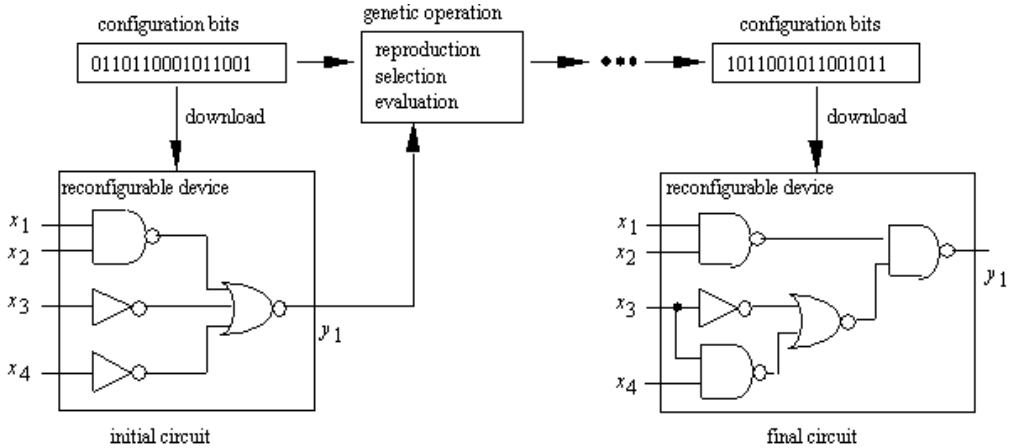 configuration bits
0110110001011001
download
genetic operation
reproduction
selection
evaluation
configuration bits
1011001011001011
download
reconfigurable device
x1
x2
x3
x4
y1
initial circuit
reconfigurable device
x1
x2
x3
x4
y1
final circuit